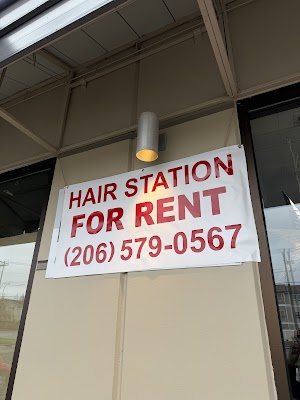 HAIR STATION
FOR RENT
(206) 579-0567